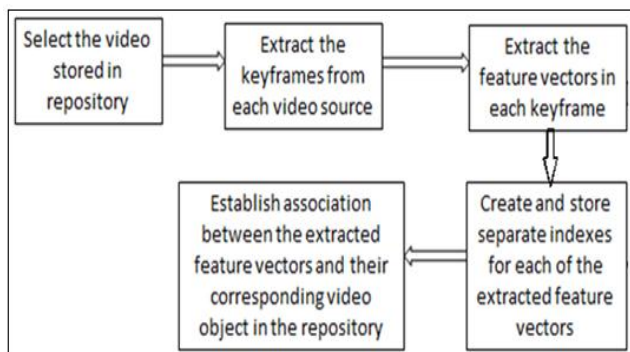 Select the video
stored in
repository
Extract the
keyframes from
each video source
Extract the
feature vectors in
each keyframe
Create and store
separate indexes
for each of the
extracted feature
vectors
Establish association
between the extracted
feature vectors and their
corresponding video
object in the repository